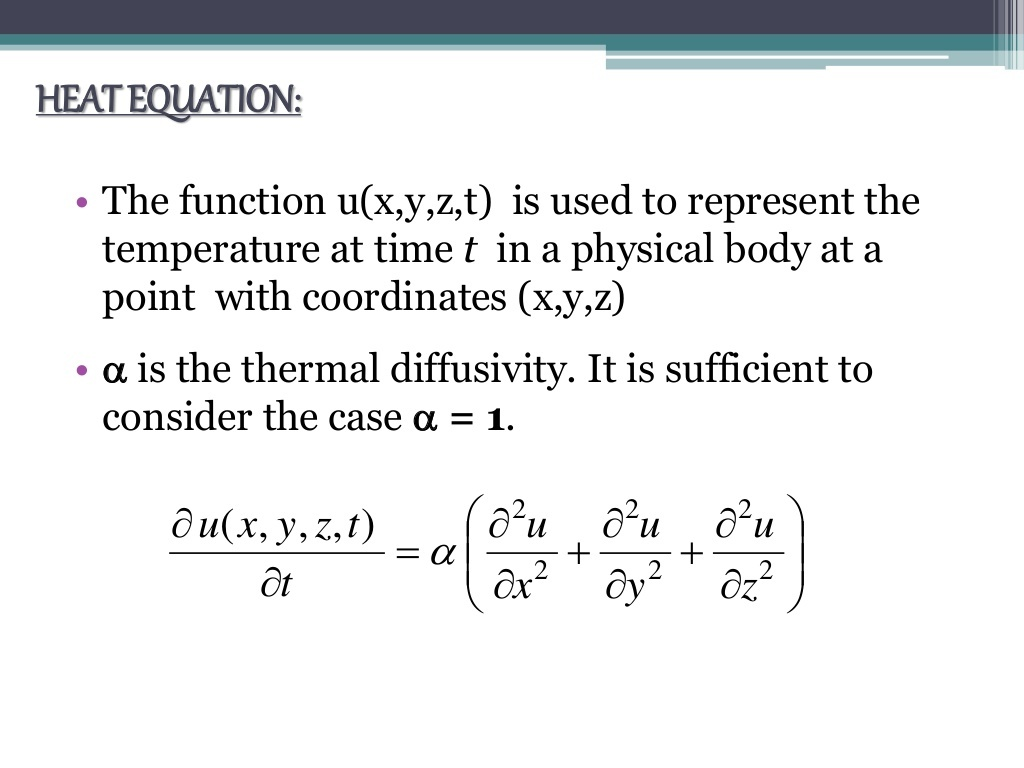 HEAT EQUATION:
• The function u(x,y,z,t) is used to represent the
temperature at time t in a physical body at a
point with coordinates (x,y,z)
• α is the thermal diffusivity. It is sufficient to
consider the case α = 1.
∂u(x, y, z, t)/∂t = α(∂²u/∂x² + ∂²u/∂y² + ∂²u/∂z²)